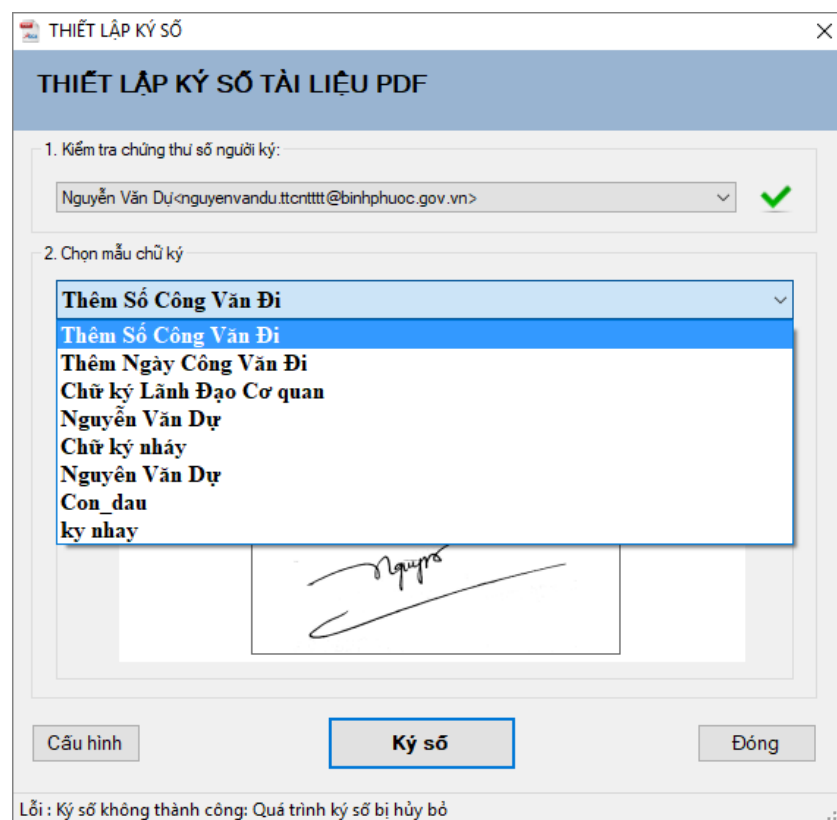 THIẾT LẬP KÝ SỐ
THIẾT LẬP KÝ SỐ TÀI LIỆU PDF
1. Kiểm tra chứng thư số người ký:
Nguyễn Văn Dự<nguyenvandu.ttcntttt@binhphuoc.gov.vn>
2. Chọn mẫu chữ ký
Thêm Số Công Văn Đi
Thêm Số Công Văn Đi
Thêm Ngày Công Văn Đi
Chữ ký Lãnh Đạo Cơ quan
Nguyễn Văn Dự
Chữ ký nháy
Nguyên Văn Dự
Con_dau
ky nhay
Cấu hình
Ký số
Đóng
Lỗi : Ký số không thành công: Quá trình ký số bị hủy bỏ